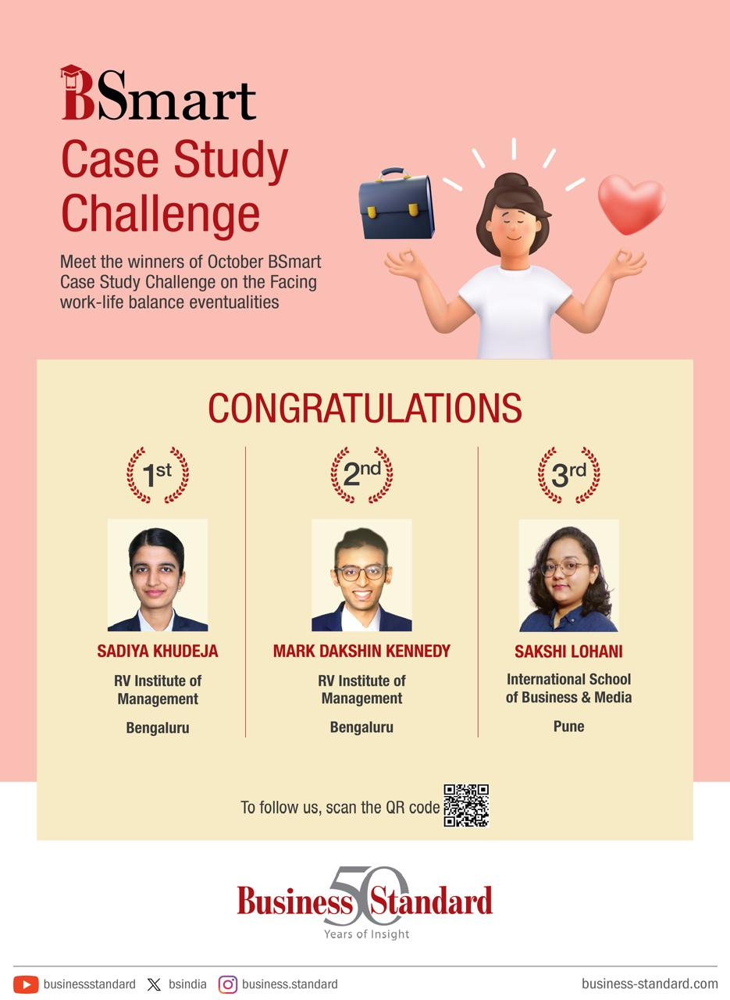 BSmart
Case Study
Challenge
Meet the winners of October BSmart
Case Study Challenge on the Facing
work-life balance eventualities
CONGRATULATIONS
1st
SADIYA KHUDEJA
RV Institute of
Management
Bengaluru
2nd
MARK DAKSHIN KENNEDY
RV Institute of
Management
Bengaluru
3rd
SAKSHI LOHANI
International School
of Business & Media
Pune
To follow us, scan the QR code
Business 50 Standard
Years of Insight
businessstandard bsindia business.standard business-standard.com